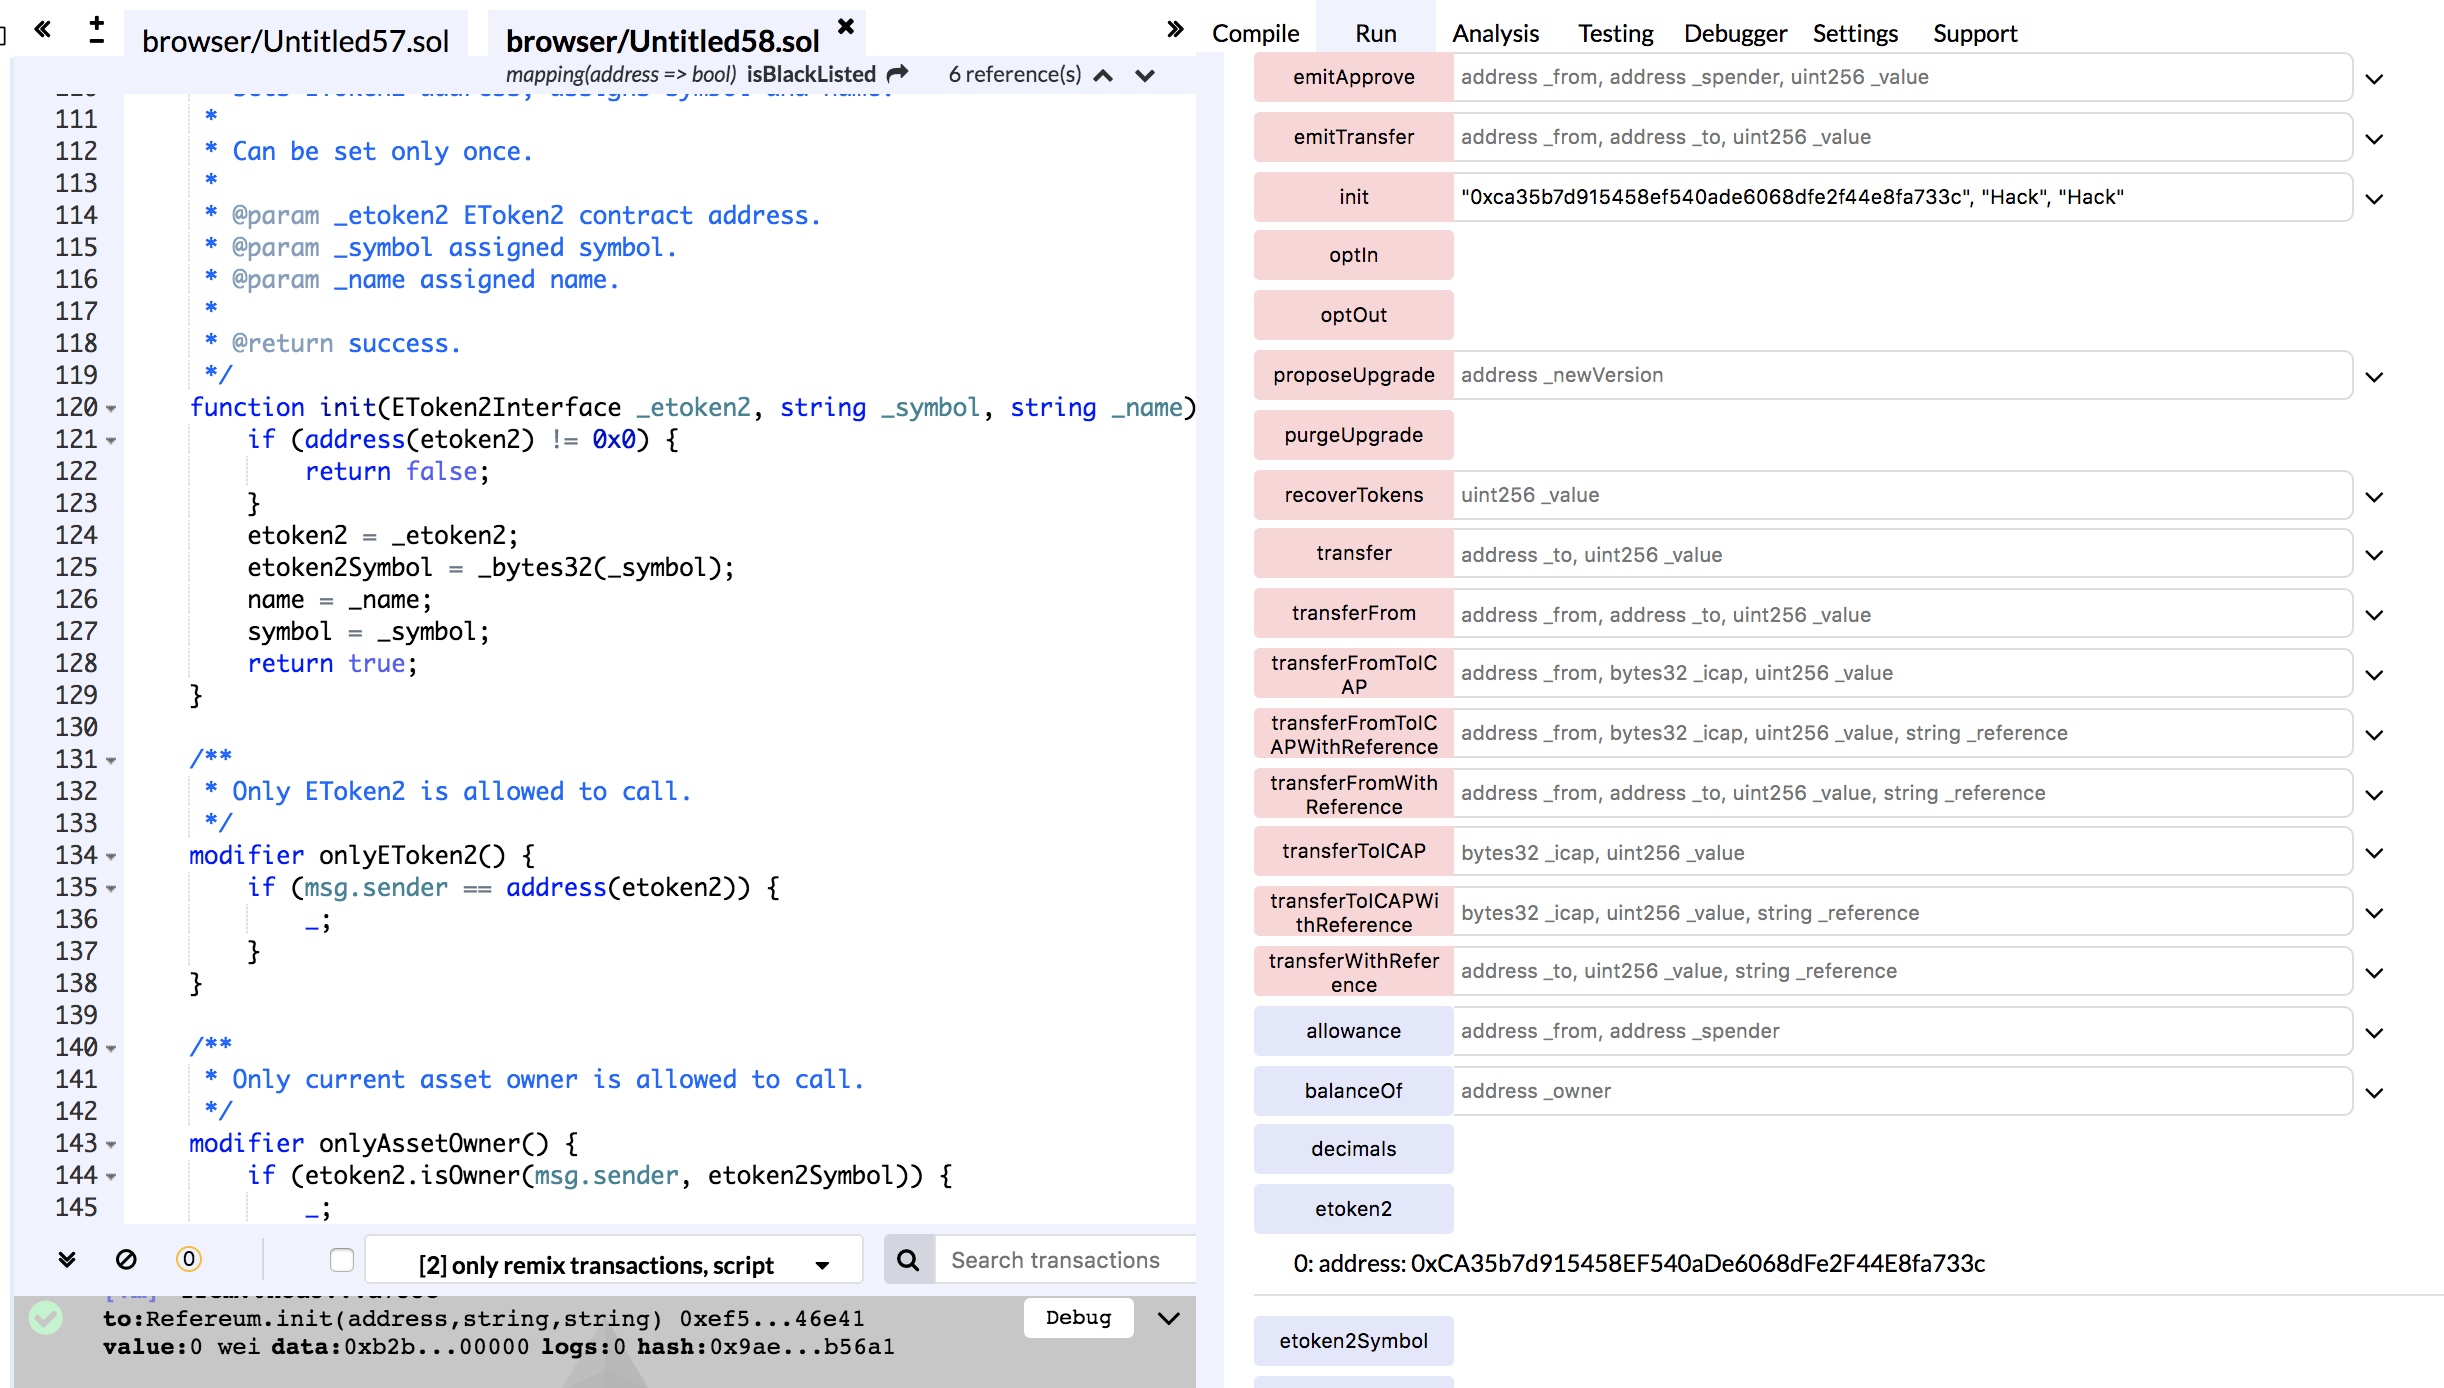 browser/Untitled57.sol
browser/Untitled58.sol
mapping(address => bool) isBlackListed 6 reference(s)
111 *
112 * Can be set only once.
113 *
114 * @param _etoken2 EToken2 contract address.
115 * @param _symbol assigned symbol.
116 * @param _name assigned name.
117 *
118 * @return success.
119 */
120 function init(EToken2Interface _etoken2, string _symbol, string _name)
121 if (address(etoken2) != 0x0) {
122 return false;
123 }
124 etoken2 = _etoken2;
125 etoken2Symbol = _bytes32(_symbol);
126 name = _name;
127 symbol = _symbol;
128 return true;
129 }
130
131 /**
132 * Only EToken2 is allowed to call.
133 */
134 modifier onlyEToken2() {
135 if (msg.sender == address(etoken2)) {
136 _;
137 }
138 }
139
140 /**
141 * Only current asset owner is allowed to call.
142 */
143 modifier onlyAssetOwner() {
144 if (etoken2.isOwner(msg.sender, etoken2Symbol)) {
145 _;
0
[2] only remix transactions, script
Search transactions
to:Refereum.init(address,string,string) 0xef5...46e41
value:0 wei data:0xb2b...00000 logs:0 hash:0x9ae...b56a1
Debug
Compile Run Analysis Testing Debugger Settings Support
emitApprove address _from, address _spender, uint256 _value
emitTransfer address _from, address _to, uint256 _value
init "0xca35b7d915458ef540ade6068dfe2f44e8fa733c", "Hack", "Hack"
optIn
optOut
proposeUpgrade address _newVersion
purgeUpgrade
recoverTokens uint256 _value
transfer address _to, uint256 _value
transferFrom address _from, address _to, uint256 _value
transferFromToIC
AP
address _from, bytes32 _icap, uint256 _value
transferFromToIC
APWithReference
address _from, bytes32 _icap, uint256 _value, string _reference
transferFromWith
Reference
address _from, address _to, uint256 _value, string _reference
transferToICAP bytes32 _icap, uint256 _value
transferToICAPWi
thReference
bytes32 _icap, uint256 _value, string _reference
transferWithRefer
ence
address _to, uint256 _value, string _reference
allowance address _from, address _spender
balanceOf address _owner
decimals
etoken2
0: address: 0xCA35b7d915458EF540aDe6068dFe2F44E8fa733c
etoken2Symbol